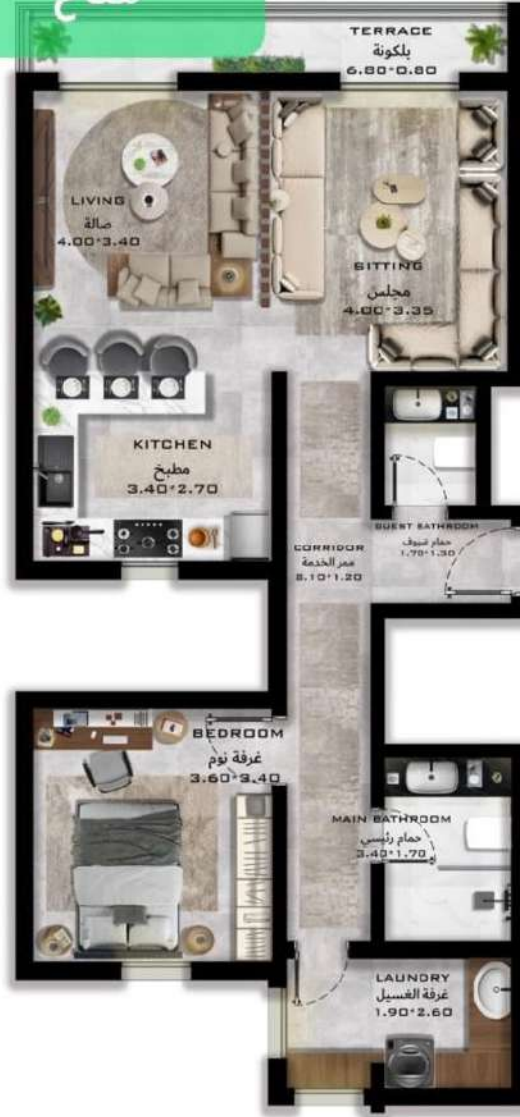 TERRACE
بلكونة
6.80*0.80
LIVING
صالة
4.00*3.40
SITTING
مجلس
4.00*3.35
KITCHEN
مطبخ
3.40*2.70
GUEST BATHROOM
حمام ضيوف
1.70*1.30
CORRIDOR
ممر الخدمة
8.10*1.20
BEDROOM
غرفة نوم
3.60*3.40
MAIN BATHROOM
حمام رئيسي
3.40*1.70
LAUNDRY
غرفة الغسيل
1.90*2.60